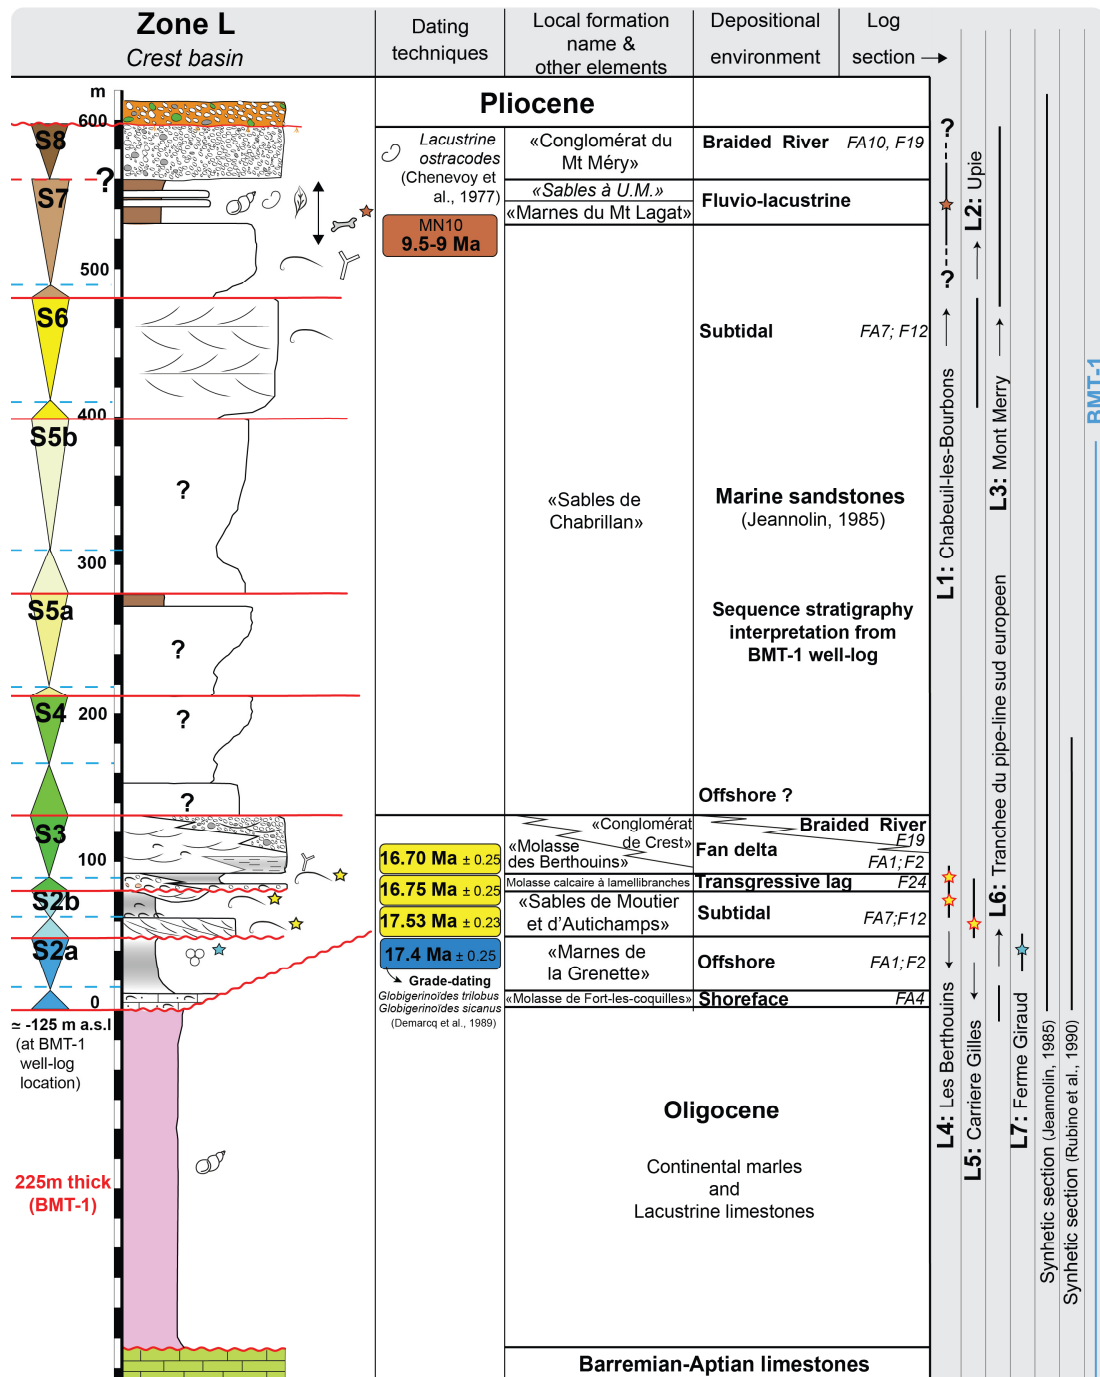 Zone L
Crest basin
Dating
techniques
Local formation
name &
other elements
Depositional
environment
Log
section
m
600
500
400
300
200
100
0
S8
?
S7
S6
S5b
S5a
S4
S3
S2b
S2a
?
?
?
?
≃ -125 m a.s.l
(at BMT-1
well-log
location)
225m thick
(BMT-1)
Pliocene
Lacustrine
ostracodes
(Chenevoy et
al., 1977)
MN10
9.5-9 Ma
16.70 Ma ± 0.25
16.75 Ma ± 0.25
17.53 Ma ± 0.23
17.4 Ma ± 0.25
Grade-dating
Globigerinoïdes trilobus
Globigerinoïdes sicanus
(Demarcq et al., 1989)
«Conglomérat du
Mt Méry»
«Sables à U.M.»
«Marnes du Mt Lagat»
«Sables de
Chabrillan»
«Conglomérat
de Crest»
«Molasse
des Berthouins»
Molasse calcaire à lamellibranches
«Sables de Moutier
et d'Autichamps»
«Marnes de
la Grenette»
«Molasse de Fort-les-coquilles»
Braided River
FA10, F19
Fluvio-lacustrine
Subtidal
FA7; F12
Marine sandstones
(Jeannolin, 1985)
Sequence stratigraphy
interpretation from
BMT-1 well-log
Offshore ?
Braided River
F19
Fan delta
FA1; F2
Transgressive lag
F24
Subtidal
FA7;F12
Offshore
FA1; F2
Shoreface
FA4
Oligocene
Continental marles
and
Lacustrine limestones
Barremian-Aptian limestones
?
?
L1: Chabeuil-les-Bourbons
L4: Les Berthouins
L2: Upie
L5: Carriere Gilles
L3: Mont Merry
L6: Tranchee du pipe-line sud europeen
L7: Ferme Giraud
Synhetic section (Jeannolin, 1985)
Synhetic section (Rubino et al., 1990)
BMT-1